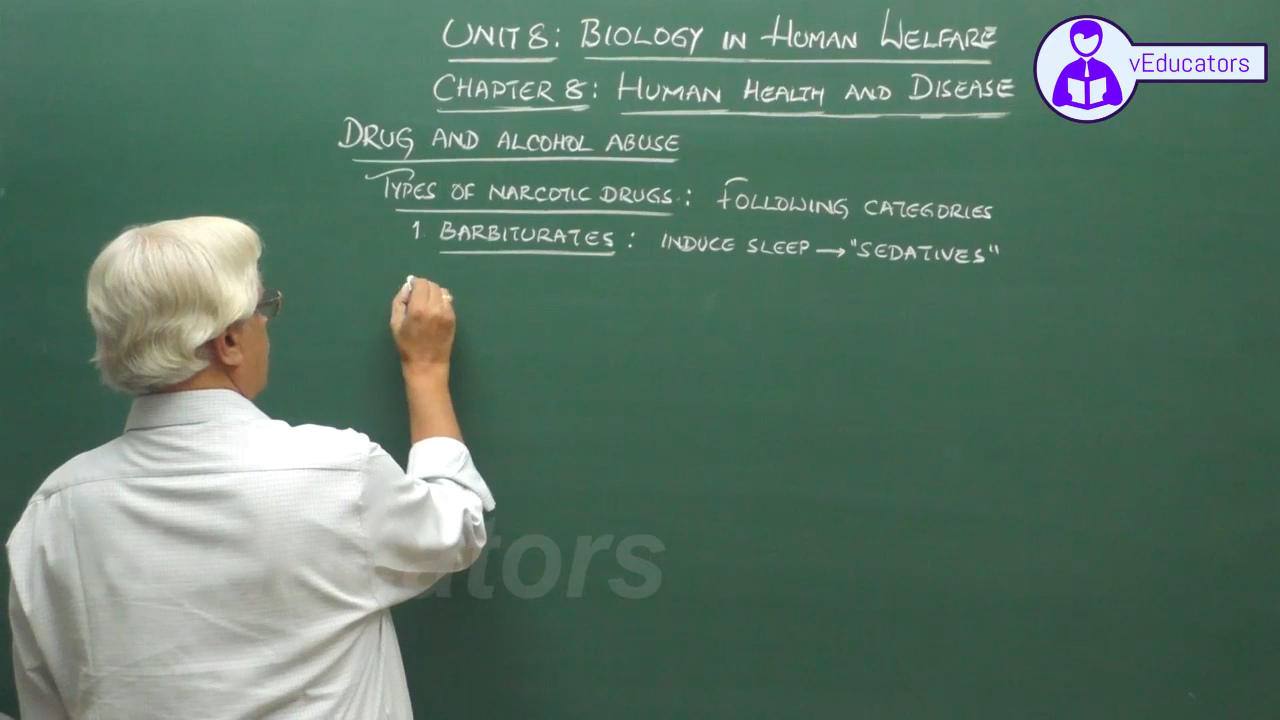 UNIT 8: BIOLOGY IN HUMAN WELFARE
vEducators
CHAPTER 8: HUMAN HEALTH AND DISEASE
DRUG AND ALCOHOL ABUSE
TYPES OF NARCOTIC DRUGS: FOLLOWING CATEGORIES
1. BARBITURATES: INDUCE SLEEP → "SEDATIVES"